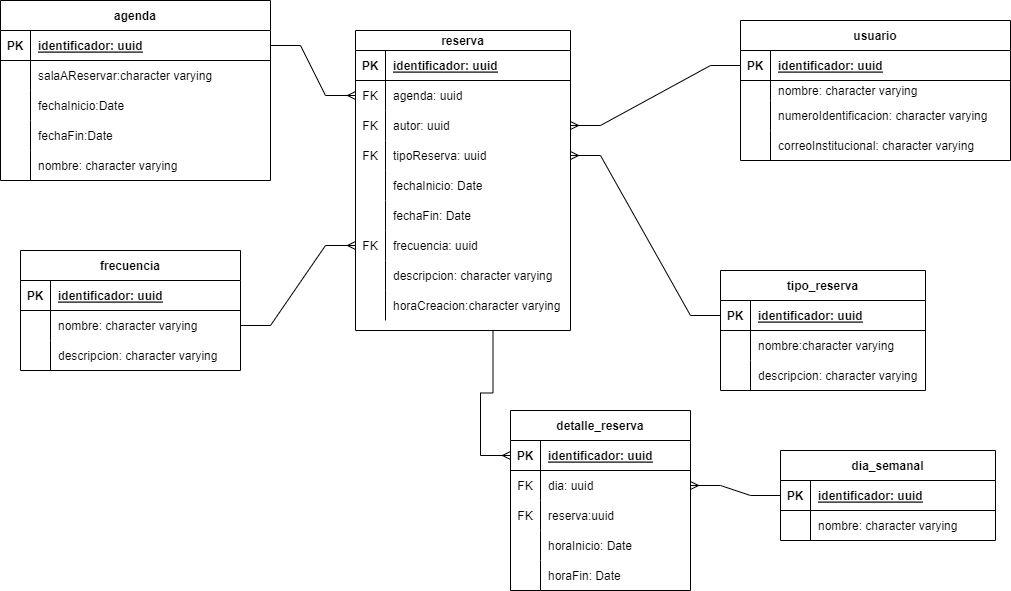 agenda
PK identificador: uuid
salaAReservar:character varying
fechaInicio:Date
fechaFin:Date
nombre: character varying
reserva
PK identificador: uuid
FK agenda: uuid
FK autor: uuid
FK tipoReserva: uuid
fechaInicio: Date
fechaFin: Date
FK frecuencia: uuid
descripcion: character varying
horaCreacion:character varying
usuario
PK identificador: uuid
nombre: character varying
numeroIdentificacion: character varying
correoInstitucional: character varying
frecuencia
PK identificador: uuid
nombre: character varying
descripcion: character varying
tipo_reserva
PK identificador: uuid
nombre:character varying
descripcion: character varying
detalle_reserva
PK identificador: uuid
FK dia: uuid
FK reserva:uuid
horaInicio: Date
horaFin: Date
dia_semanal
PK identificador: uuid
nombre: character varying